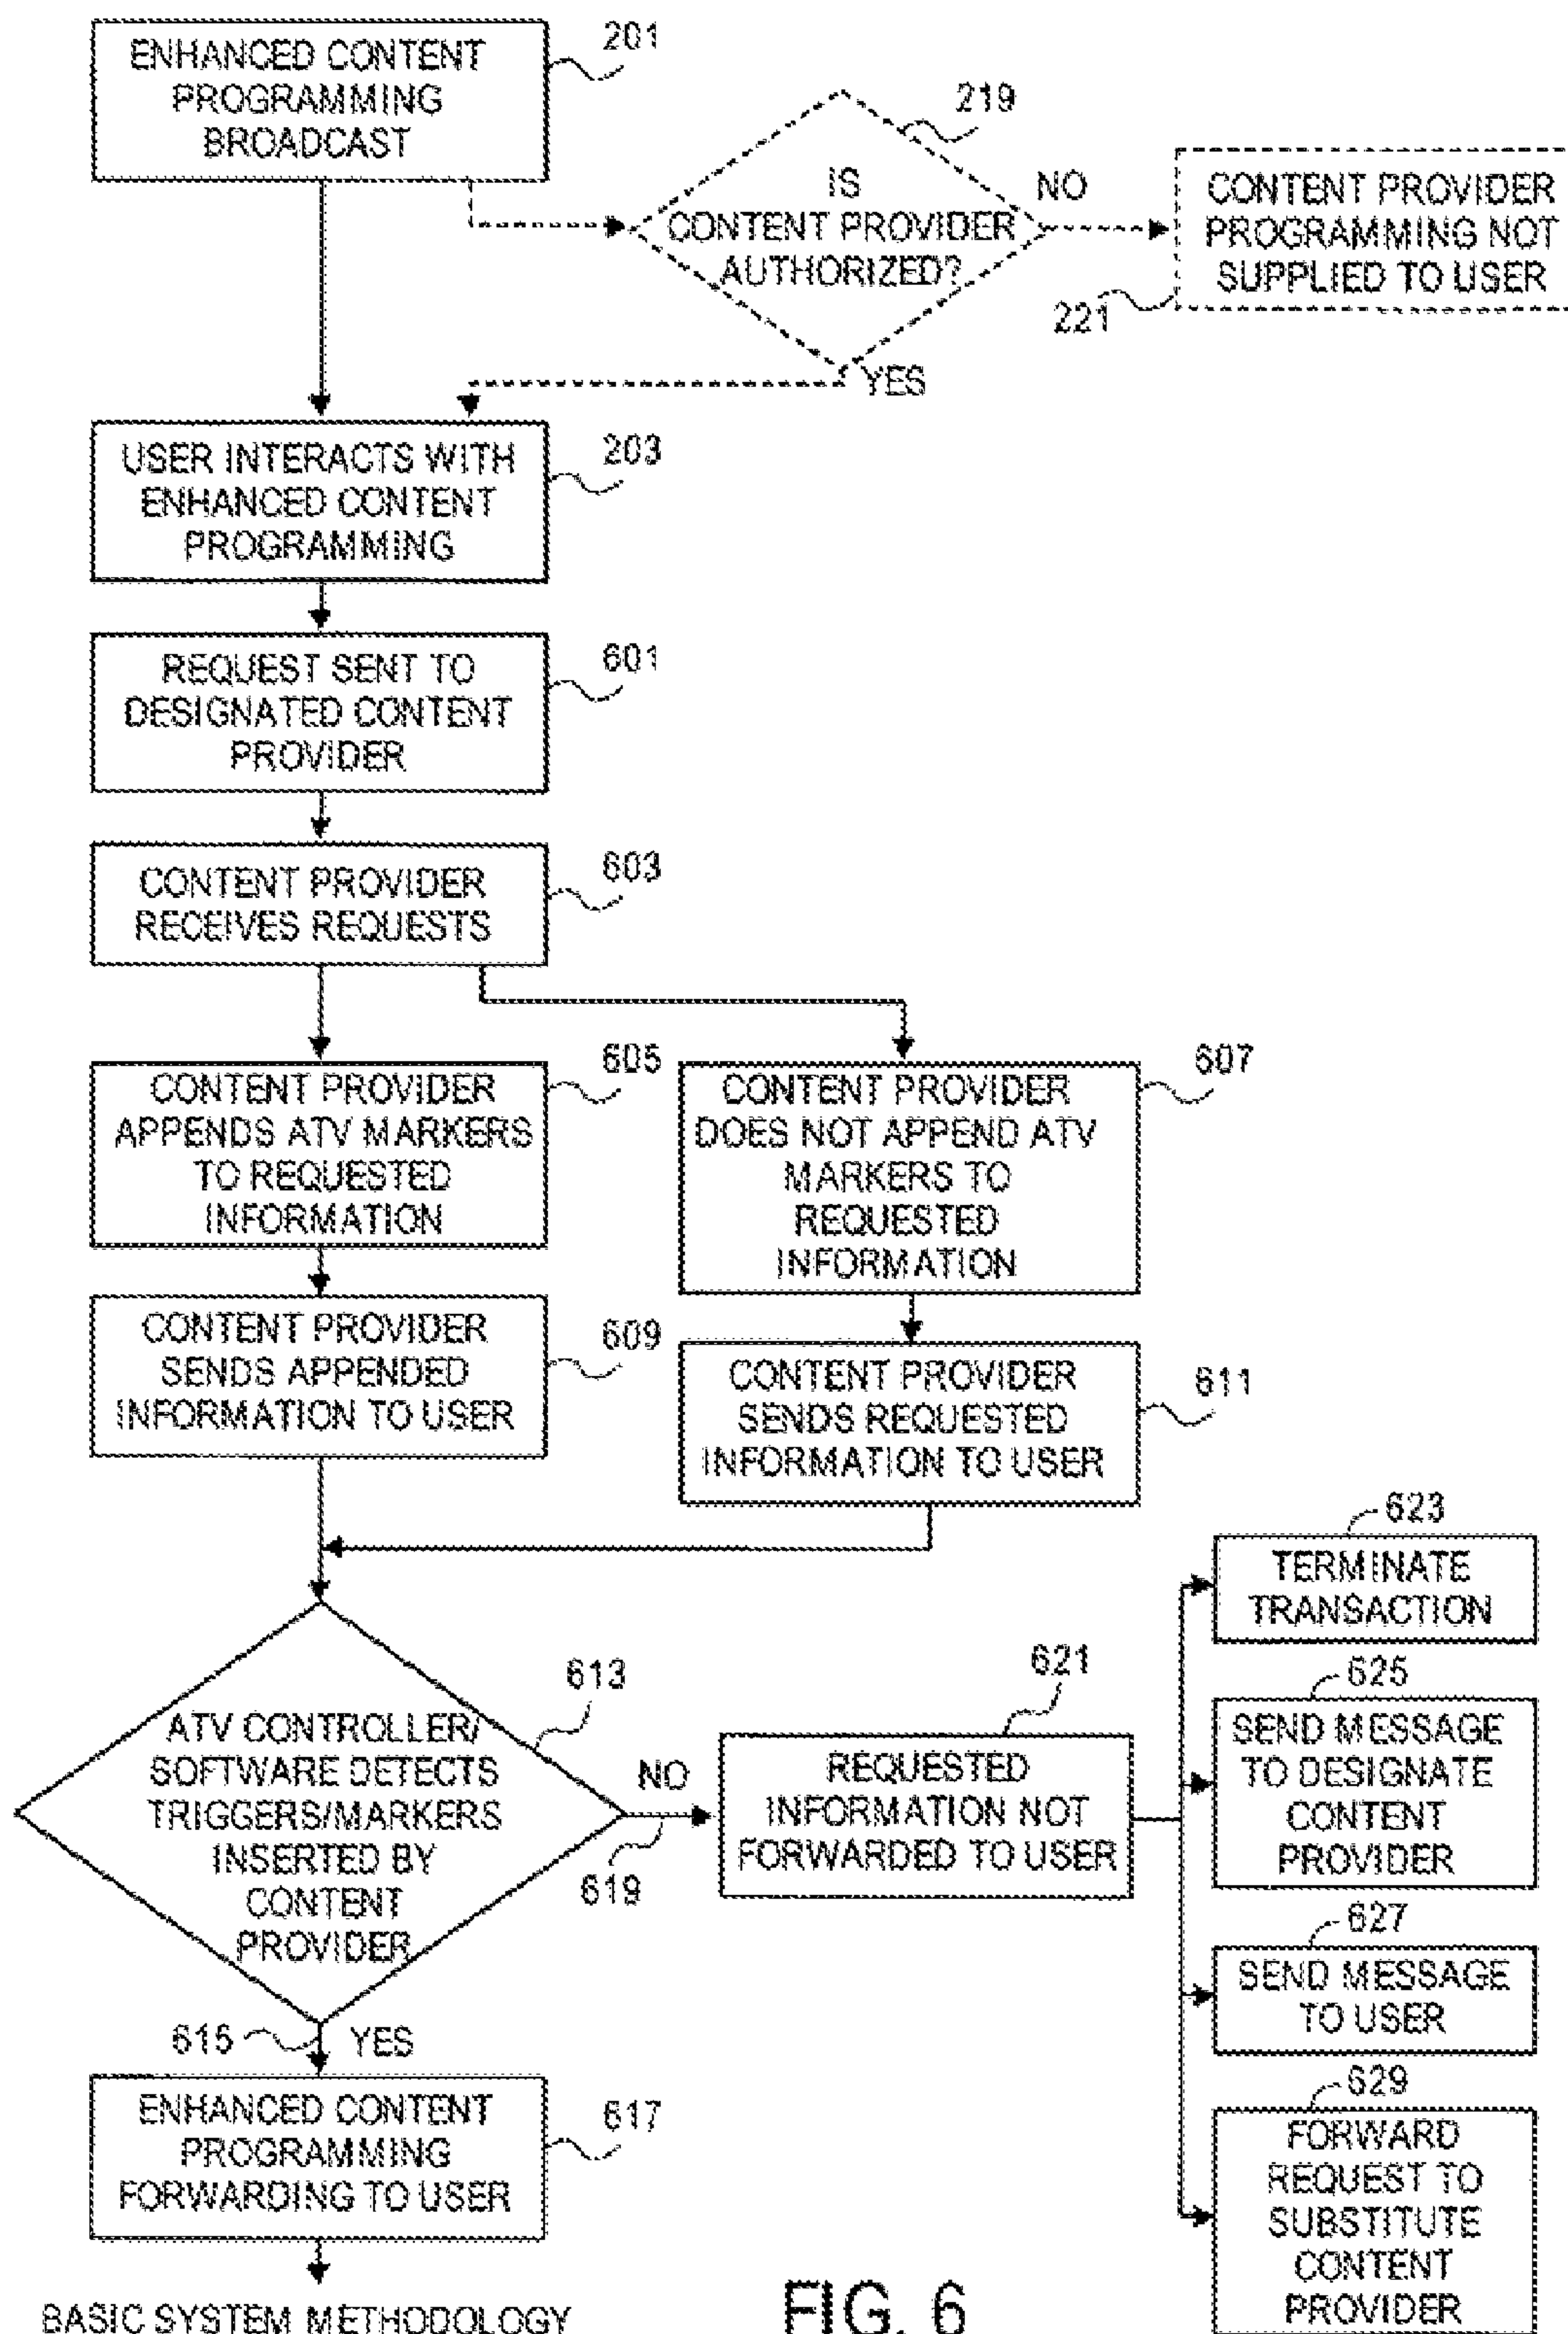 ENHANCED CONTENT
PROGRAMMING
BROADCAST
201
219
IS
CONTENT PROVIDER
AUTHORIZED?
NO
CONTENT PROVIDER
PROGRAMMING NOT
SUPPLIED TO USER
221
YES
USER INTERACTS WITH
ENHANCED CONTENT
PROGRAMMING
203
REQUEST SENT TO
DESIGNATED CONTENT
PROVIDER
601
CONTENT PROVIDER
RECEIVES REQUESTS
603
CONTENT PROVIDER
APPENDS ATV MARKERS
TO REQUESTED
INFORMATION
605
CONTENT PROVIDER
DOES NOT APPEND ATV
MARKERS TO
REQUESTED
INFORMATION
607
CONTENT PROVIDER
SENDS APPENDED
INFORMATION TO USER
609
CONTENT PROVIDER
SENDS REQUESTED
INFORMATION TO USER
611
ATV CONTROLLER/
SOFTWARE DETECTS
TRIGGERS/MARKERS
INSERTED BY
CONTENT
PROVIDER
613
NO
619
REQUESTED
INFORMATION NOT
FORWARDED TO USER
621
623
TERMINATE
TRANSACTION
625
SEND MESSAGE
TO DESIGNATE
CONTENT
PROVIDER
627
SEND MESSAGE
TO USER
629
FORWARD
REQUEST TO
SUBSTITUTE
CONTENT
PROVIDER
615
YES
ENHANCED CONTENT
PROGRAMMING
FORWARDING TO USER
617
BASIC SYSTEM METHODOLOGY
FIG. 6